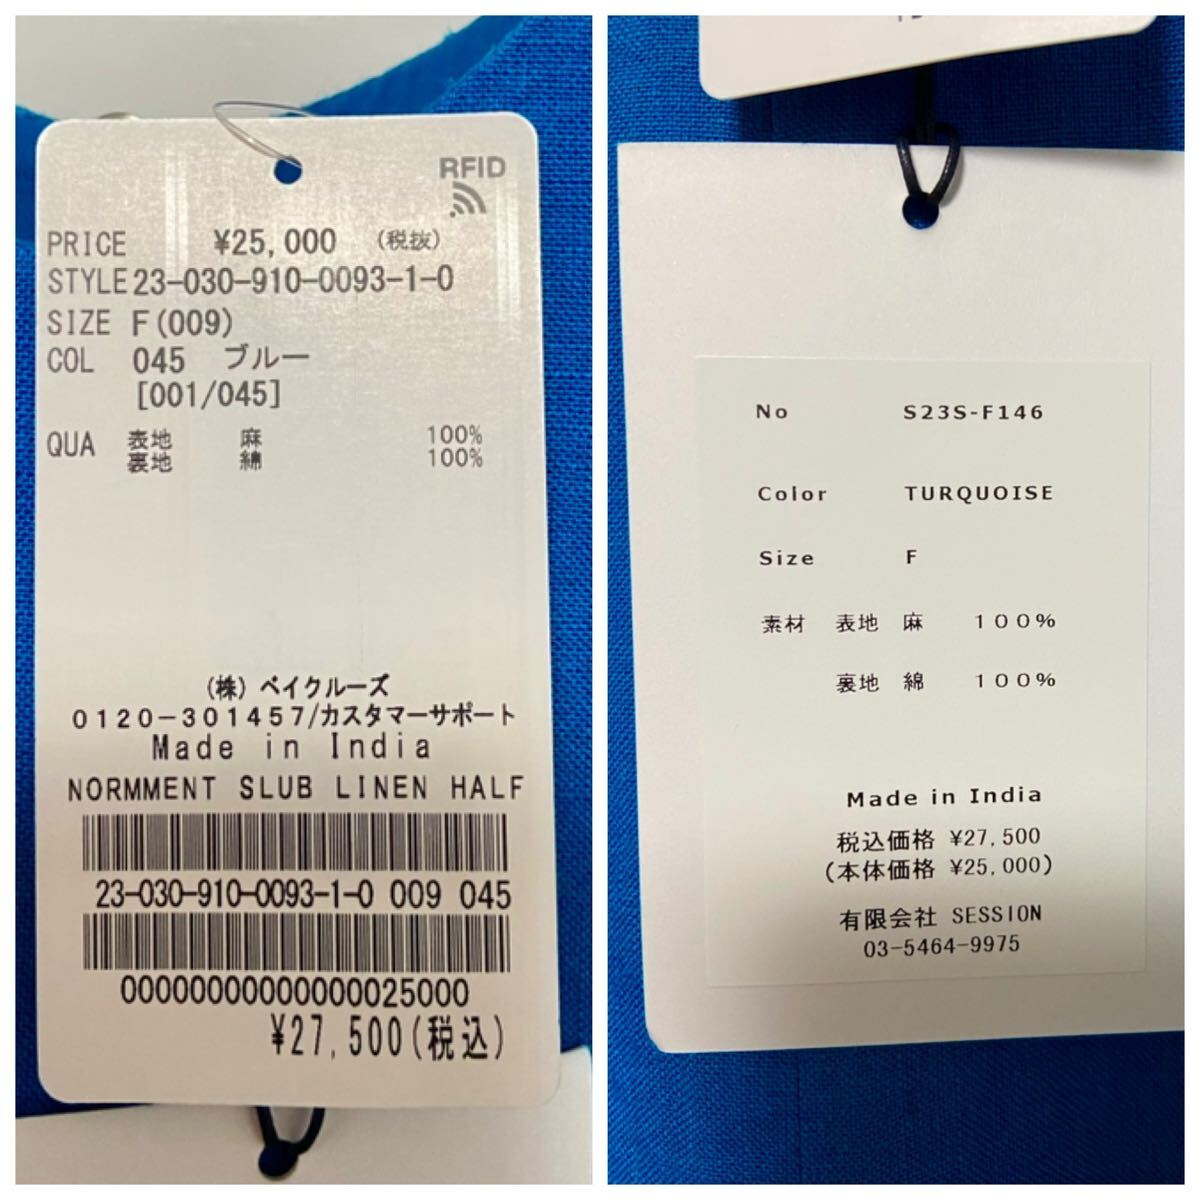 RFID
PRICE ¥25,000 (税抜)
STYLE 23-030-910-0093-1-0
SIZE F(009)
COL 045 ブルー
[001/045]
QUA 表地 麻 100%
裏地 綿 100%
(株)ベイクルーズ
0120-301457/カスタマーサポート
Made in India
NORMMENT SLUB LINEN HALF
23-030-910-0093-1-0 009 045
00000000000000025000
¥27,500(税込)
No S23S-F146
Color TURQUOISE
Size F
素材 表地 麻 100%
裏地 綿 100%
Made in India
税込価格 ¥27,500
(本体価格 ¥25,000)
有限会社 SESSION
03-5464-9975